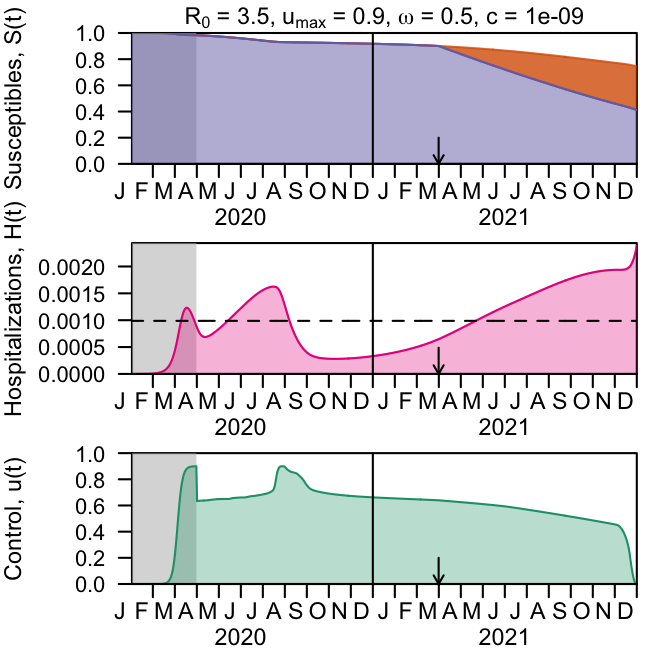 R₀ = 3.5, uₘₐₓ = 0.9, ω = 0.5, c = 1e-09
Susceptibles, S(t)
1.0
0.8
0.6
0.4
0.2
0.0
J F M A M J J A S O N D J F M A M J J A S O N D
2020 2021
Hospitalizations, H(t)
0.0020
0.0015
0.0010
0.0005
0.0000
J F M A M J J A S O N D J F M A M J J A S O N D
2020 2021
Control, u(t)
1.0
0.8
0.6
0.4
0.2
0.0
J F M A M J J A S O N D J F M A M J J A S O N D
2020 2021